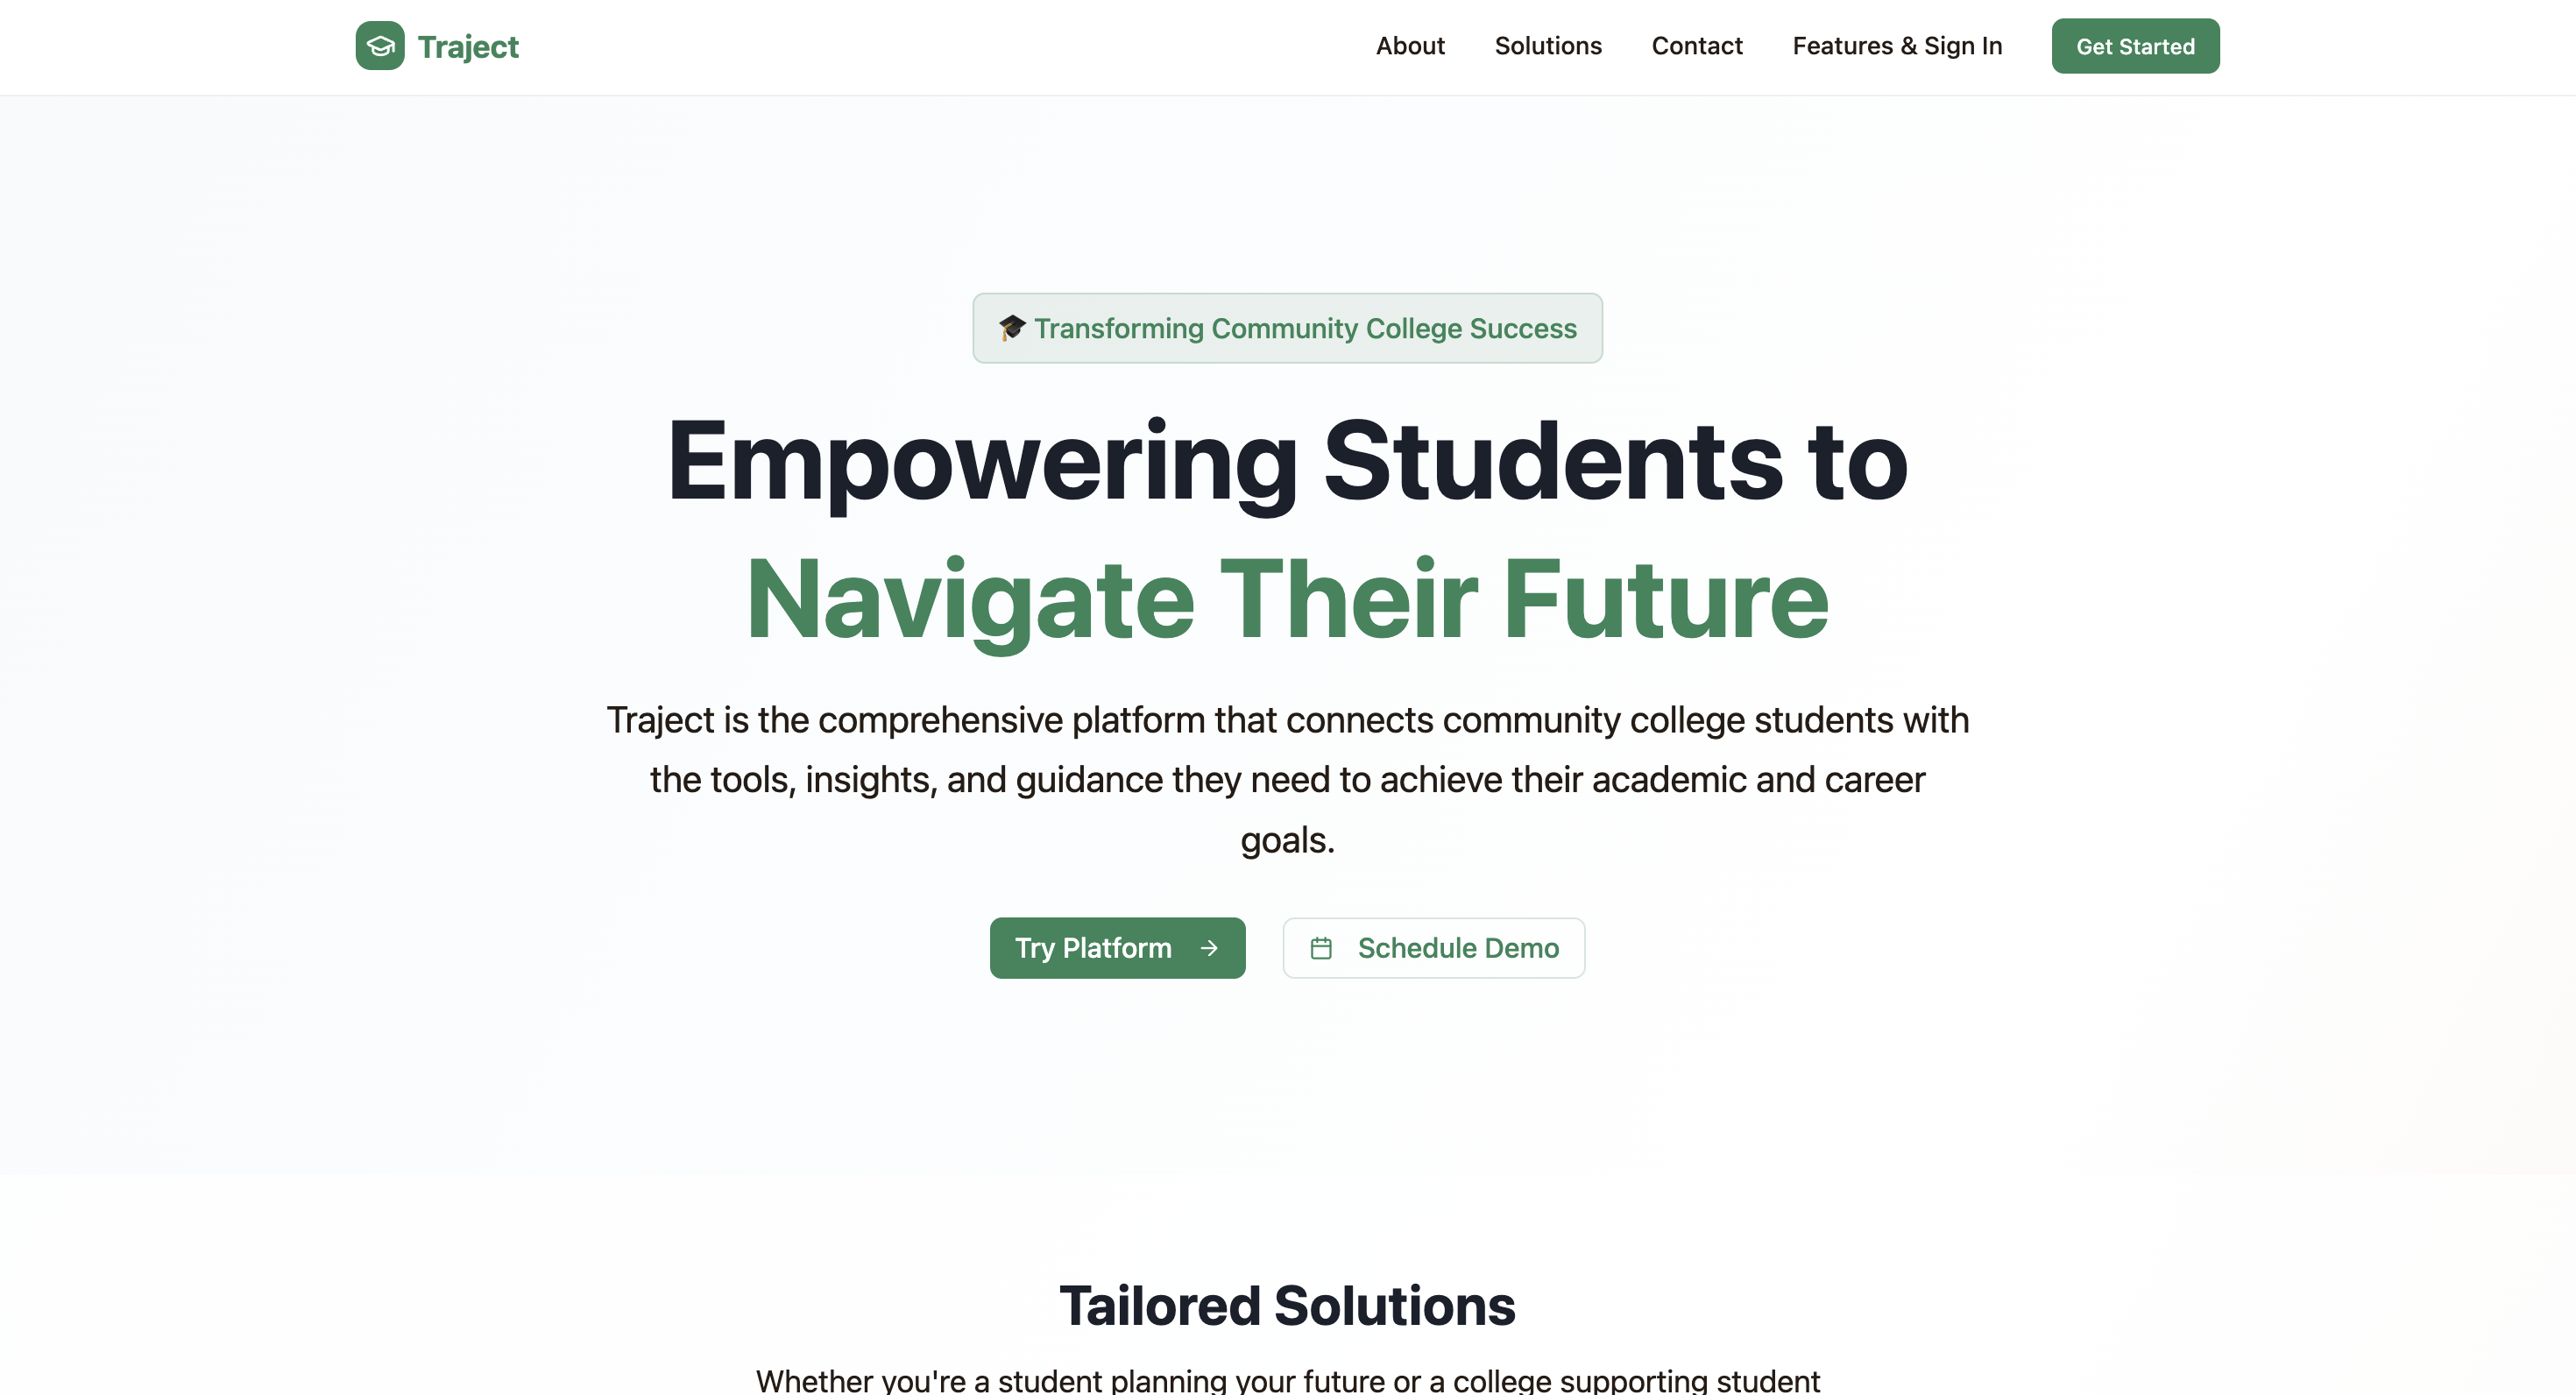 Traject
About
Solutions
Contact
Features & Sign In
Get Started
🎓 Transforming Community College Success
Empowering Students to
Navigate Their Future
Traject is the comprehensive platform that connects community college students with
the tools, insights, and guidance they need to achieve their academic and career
goals.
Try Platform →
Schedule Demo
Tailored Solutions
Whether you're a student planning your future or a college supporting student